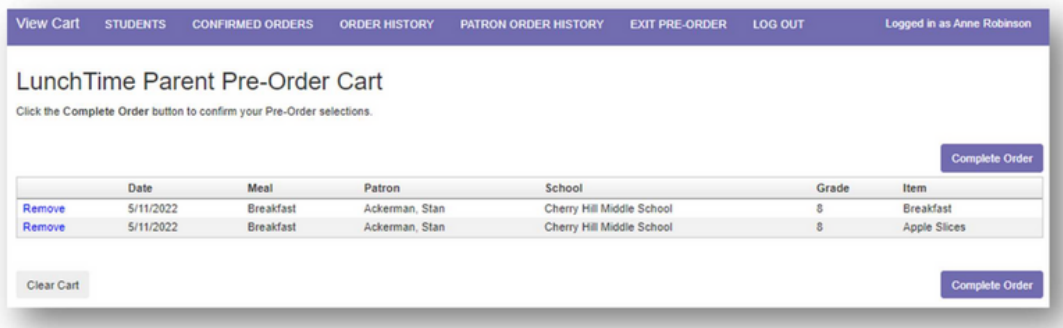 View Cart STUDENTS CONFIRMED ORDERS ORDER HISTORY PATRON ORDER HISTORY EXIT PRE-ORDER LOG OUT Logged in as Anne Robinson
LunchTime Parent Pre-Order Cart
Click the Complete Order button to confirm your Pre-Order selections.
Complete Order
Date Meal Patron School Grade Item
Remove 5/11/2022 Breakfast Ackerman, Stan Cherry Hill Middle School 8 Breakfast
Remove 5/11/2022 Breakfast Ackerman, Stan Cherry Hill Middle School 8 Apple Slices
Clear Cart Complete Order